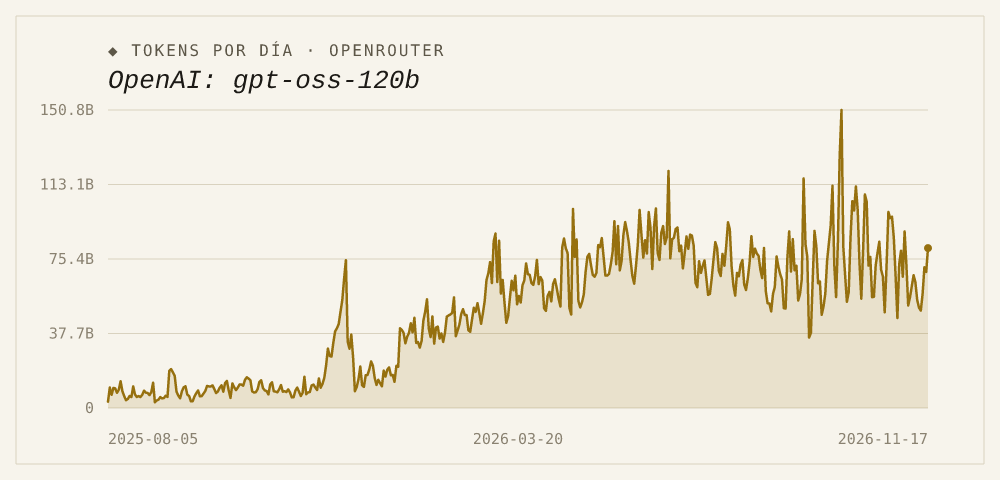 ◆ TOKENS POR DÍA · OPENROUTER
OpenAI: gpt-oss-120b
150.8B
113.1B
75.4B
37.7B
0
2025-08-05
2026-03-20
2026-11-17